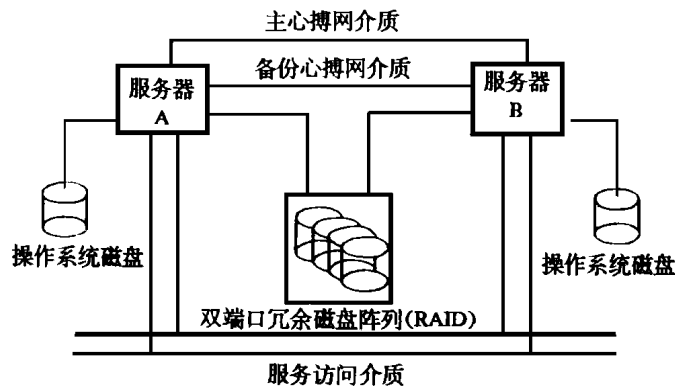 主心搏网介质
备份心搏网介质
服务器
A
服务器
B
操作系统磁盘
操作系统磁盘
双端口冗余磁盘阵列(RAID)
服务访问介质